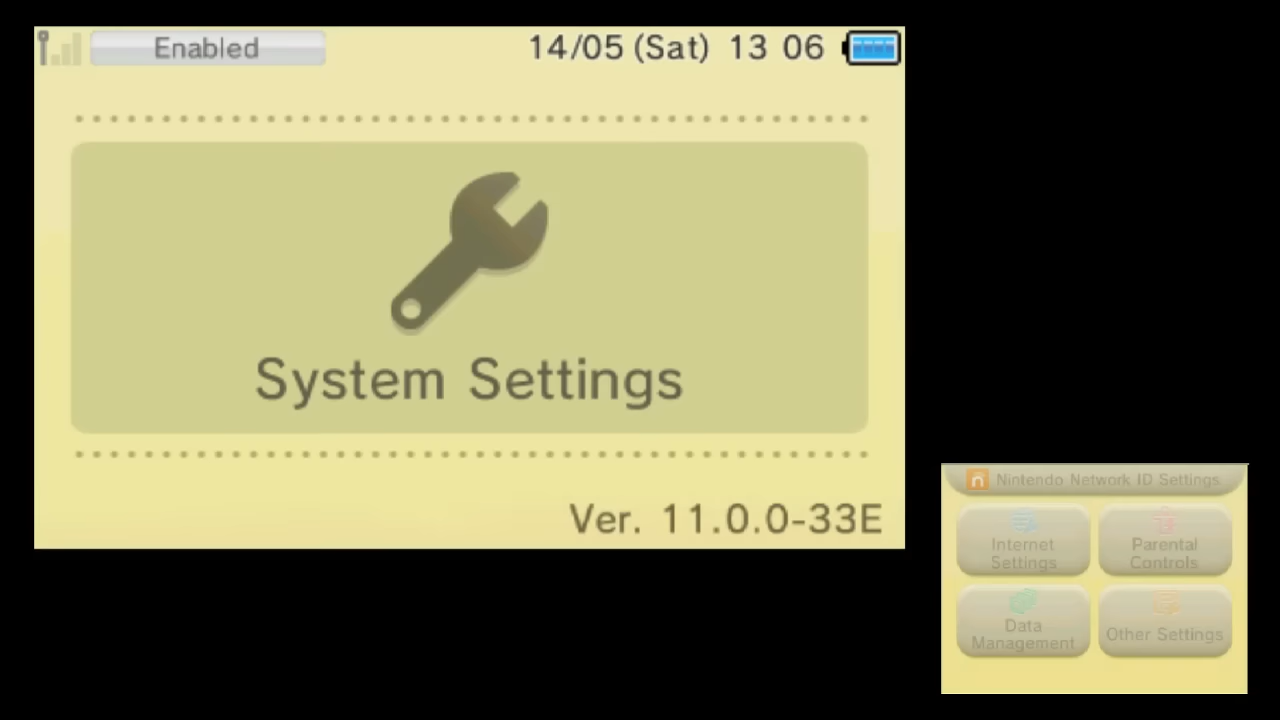 Enabled
14/05 (Sat) 13 06
System Settings
Ver. 11.0.0-33E
Nintendo Network ID Settings
Internet
Settings
Parental
Controls
Data
Management
Other Settings